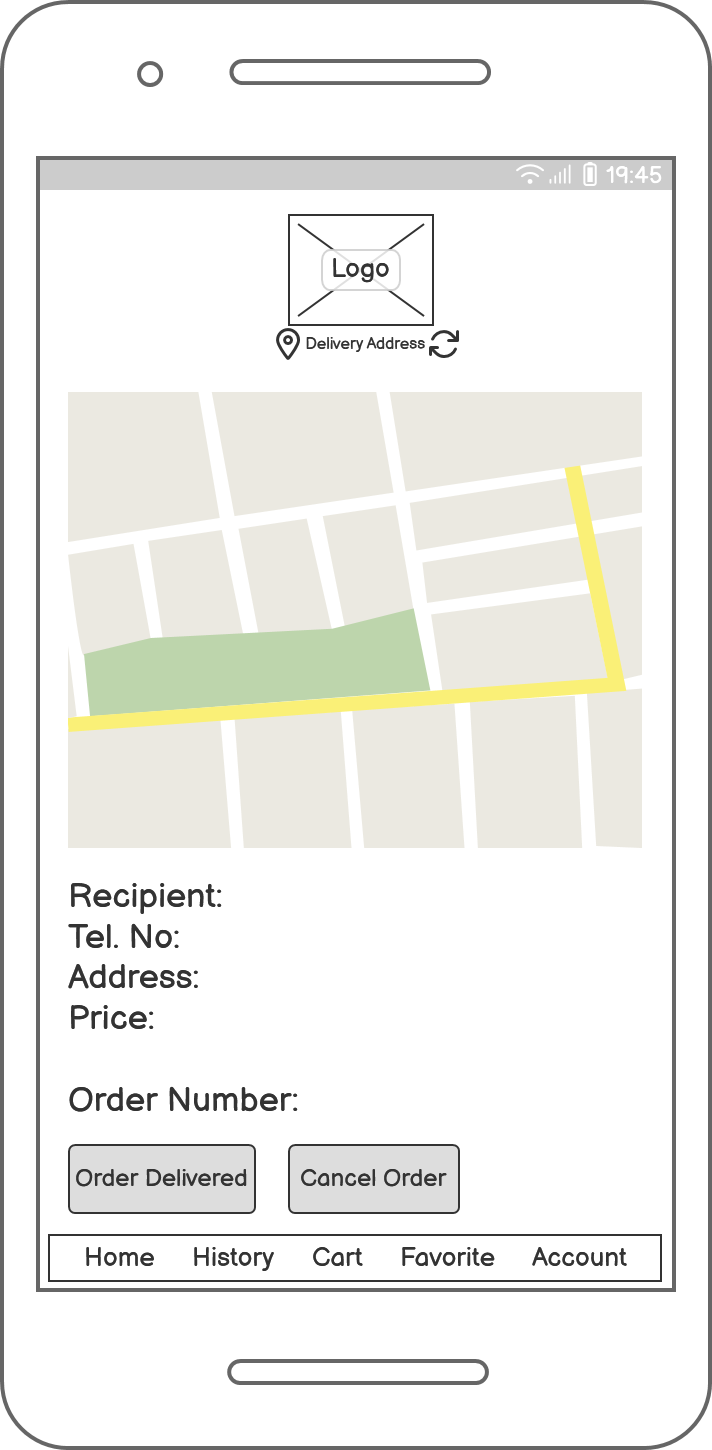 19:45
Logo
Delivery Address
Recipient:
Tel. No:
Address:
Price:
Order Number:
Order Delivered Cancel Order
Home History Cart Favorite Account